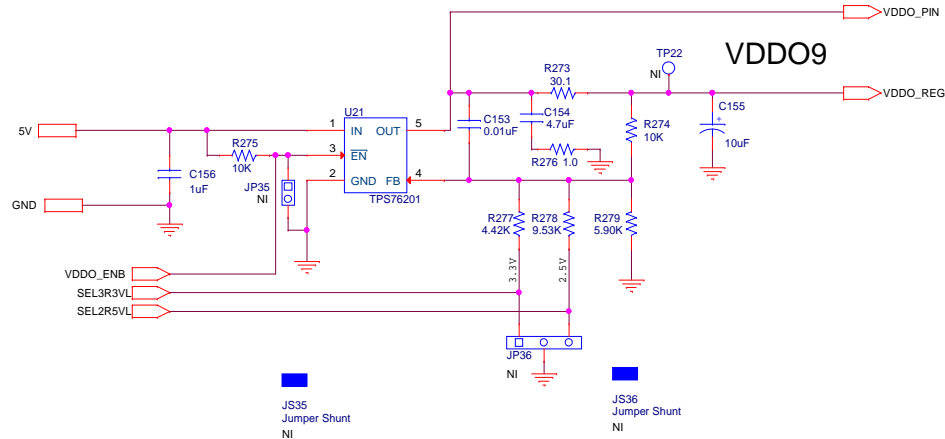 VDDO_PIN
VDDO9
TP22
NI
R273
30.1
VDDO_REG
U21
C153
0.01uF
C154
4.7uF
R274
10K
C155
10uF
5V
1
IN
OUT
5
R275
10K
3
EN
R276 1.0
C156
1uF
JP35
NI
2
GND
FB
4
TPS76201
GND
R277
4.42K
R278
9.53K
R279
5.90K
3.3V
2.5V
VDDO_ENB
SEL3R3VL
SEL2R5VL
JP36
NI
JS35
Jumper Shunt
NI
JS36
Jumper Shunt
NI